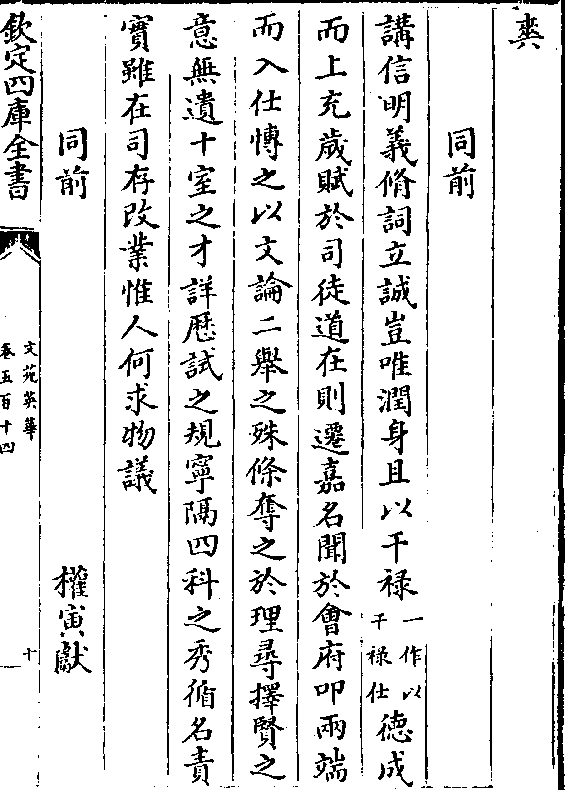 爽
同前
講信明義脩詞立誠豈唯潤身且以干禄一作以干禄仕德成
而上充歲賦於司徒道在則遷嘉名聞於會府叩兩端
而入仕慱之以文論二舉之殊條奪之於理尋擇賢之
意無遺十室之才詳歴試之規寧隔四科之秀循名責
實雖在司存改業惟人何求物議
同前 權寅獻
欽定四庫全書
文苑英華
卷五百十四
十